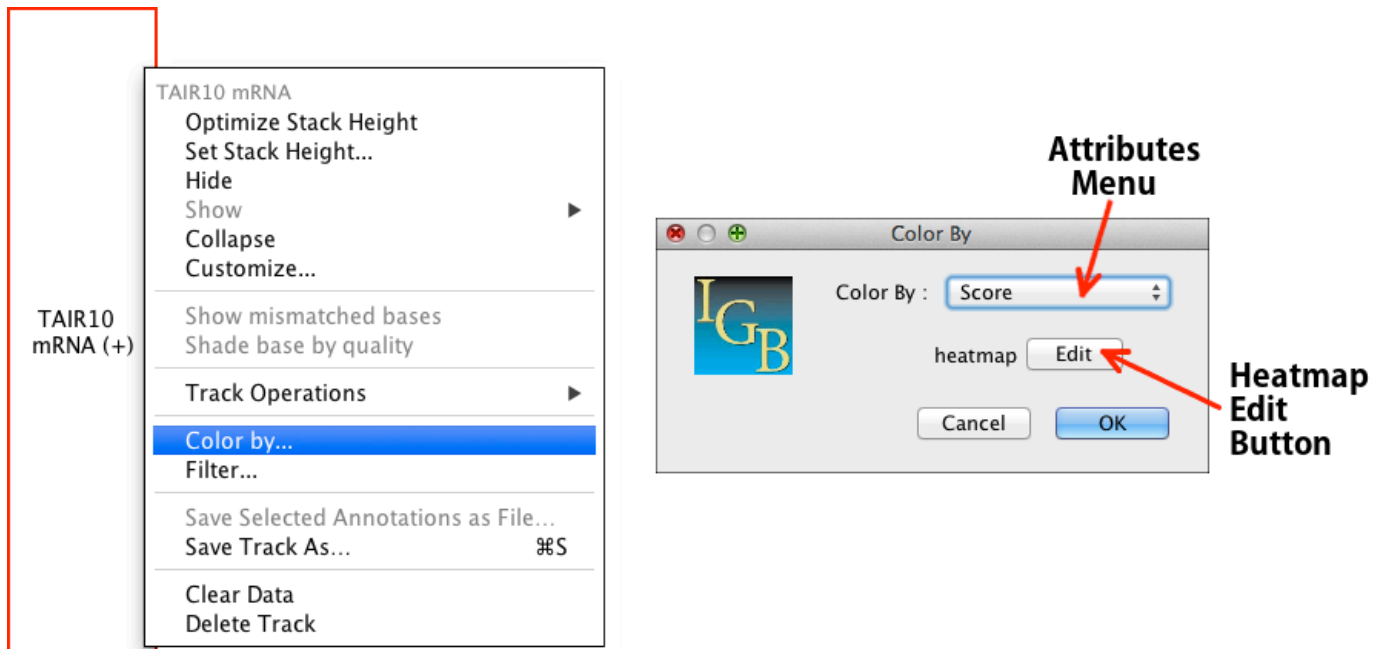 TAIR10
mRNA (+)
TAIR10 mRNA
Optimize Stack Height
Set Stack Height...
Hide
Show
Collapse
Customize...
Show mismatched bases
Shade base by quality
Track Operations
Color by...
Filter...
Save Selected Annotations as File...
Save Track As... ⌘S
Clear Data
Delete Track
Attributes
Menu
Color By
IGB
Color By : Score
heatmap Edit
Cancel OK
Heatmap
Edit
Button